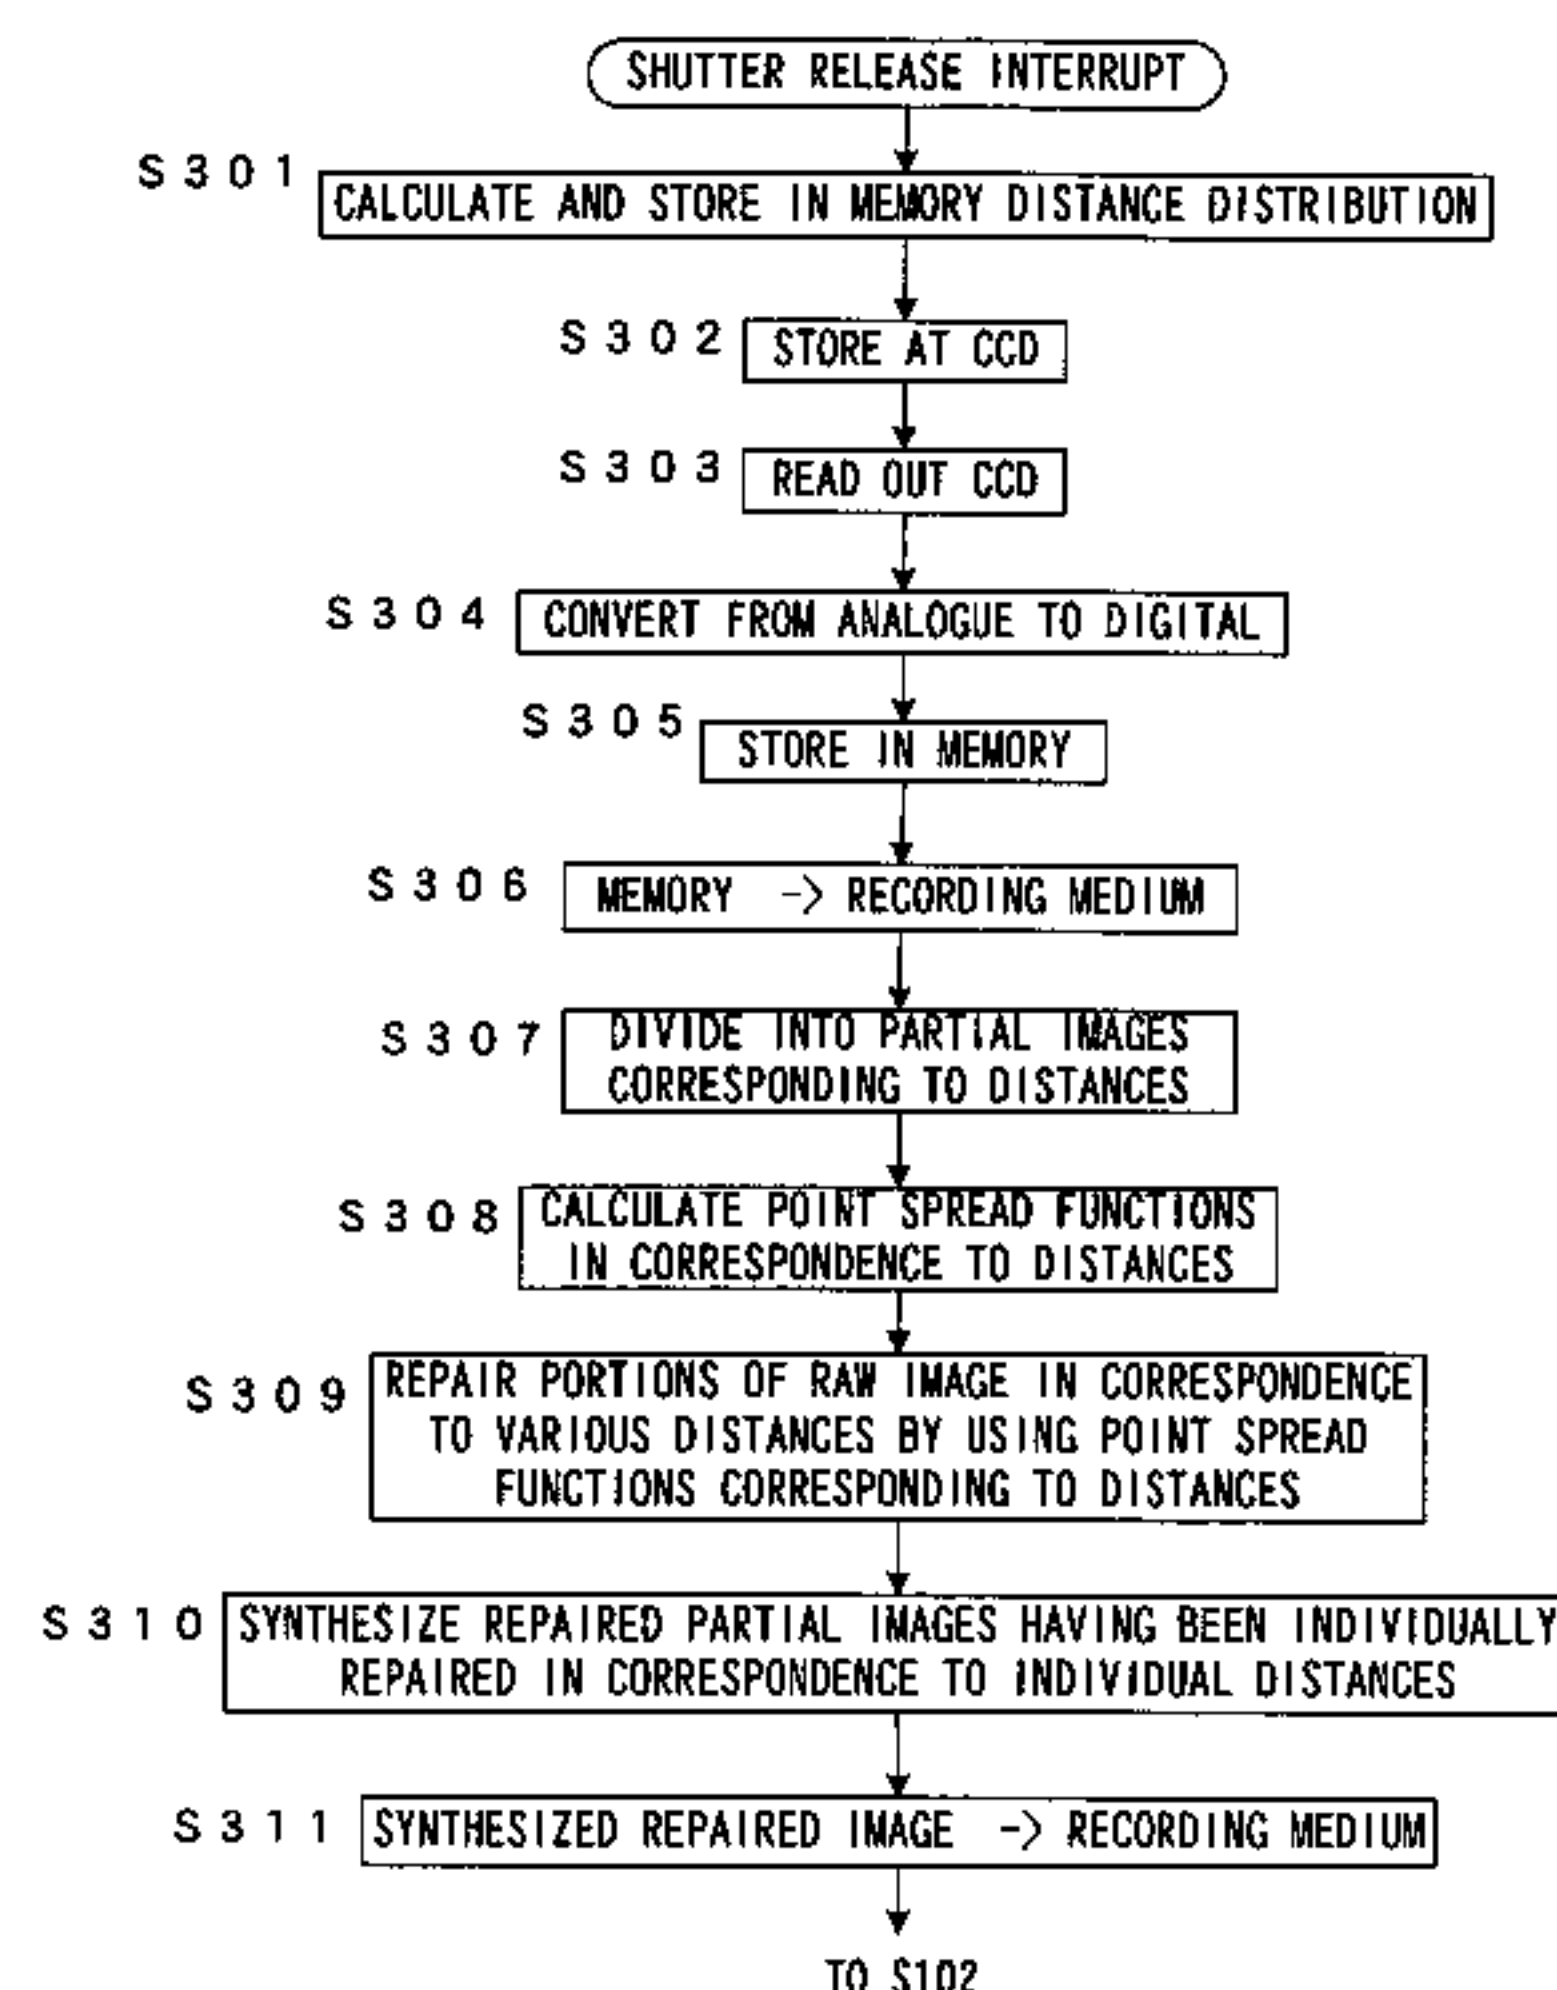 SHUTTER RELEASE INTERRUPT
S301
CALCULATE AND STORE IN MEMORY DISTANCE DISTRIBUTION
S302
STORE AT CCD
S303
READ OUT CCD
S304
CONVERT FROM ANALOGUE TO DIGITAL
S305
STORE IN MEMORY
S306
MEMORY -> RECORDING MEDIUM
S307
DIVIDE INTO PARTIAL IMAGES
CORRESPONDING TO DISTANCES
S308
CALCULATE POINT SPREAD FUNCTIONS
IN CORRESPONDENCE TO DISTANCES
S309
REPAIR PORTIONS OF RAW IMAGE IN CORRESPONDENCE
TO VARIOUS DISTANCES BY USING POINT SPREAD
FUNCTIONS CORRESPONDING TO DISTANCES
S310
SYNTHESIZE REPAIRED PARTIAL IMAGES HAVING BEEN INDIVIDUALLY
REPAIRED IN CORRESPONDENCE TO INDIVIDUAL DISTANCES
S311
SYNTHESIZED REPAIRED IMAGE -> RECORDING MEDIUM
TO S102